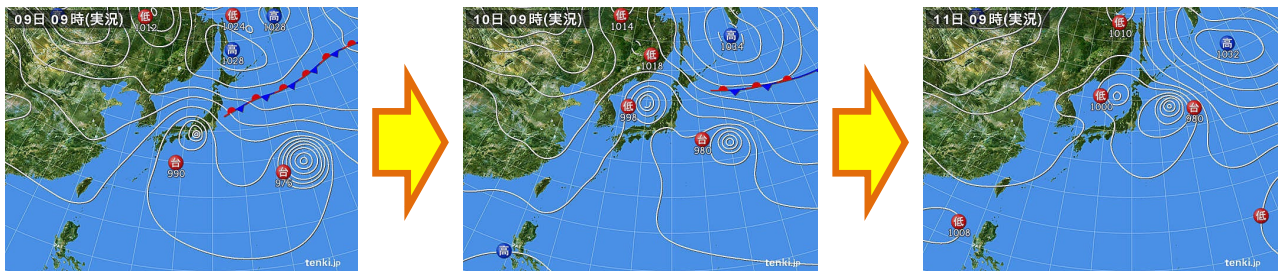 09日 09時(実況)
低
1012
低
1024
高
1028
高
1028
台
990
台
975
tenki.jp
10日 09時(実況)
低
1014
低
1018
高
1034
低
998
台
980
高
tenki.jp
11日 09時(実況)
低
1010
高
1032
低
1000
台
980
低
1008
低
tenki.jp